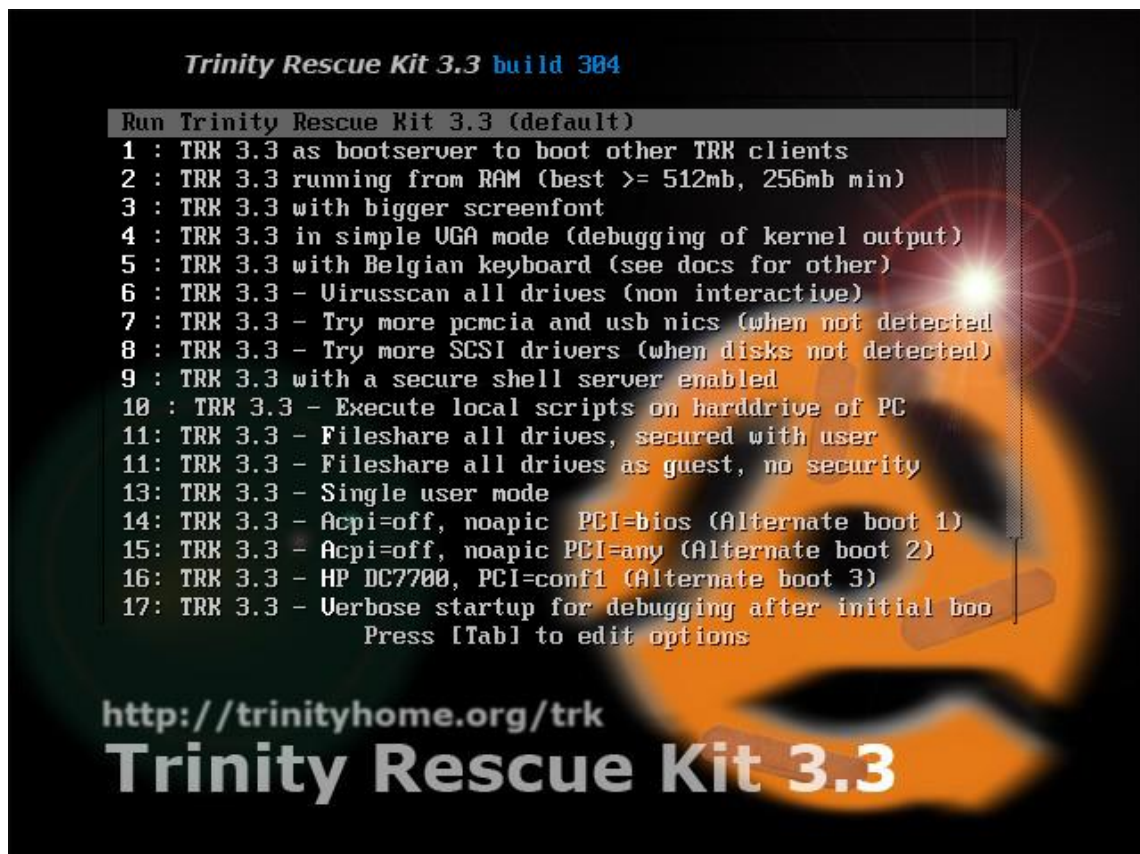 Trinity Rescue Kit 3.3 build 304
Run Trinity Rescue Kit 3.3 (default)
1 : TRK 3.3 as bootserver to boot other TRK clients
2 : TRK 3.3 running from RAM (best >= 512mb, 256mb min)
3 : TRK 3.3 with bigger screenfont
4 : TRK 3.3 in simple VGA mode (debugging of kernel output)
5 : TRK 3.3 with Belgian keyboard (see docs for other)
6 : TRK 3.3 - Virusscan all drives (non interactive)
7 : TRK 3.3 - Try more pcmcia and usb nics (when not detected
8 : TRK 3.3 - Try more SCSI drivers (when disks not detected)
9 : TRK 3.3 with a secure shell server enabled
10 : TRK 3.3 - Execute local scripts on harddrive of PC
11: TRK 3.3 - Fileshare all drives, secured with user
11: TRK 3.3 - Fileshare all drives as guest, no security
13: TRK 3.3 - Single user mode
14: TRK 3.3 - Acpi=off, noapic  PCI=bios (Alternate boot 1)
15: TRK 3.3 - Acpi=off, noapic PCI=any (Alternate boot 2)
16: TRK 3.3 - HP DC7700, PCI=conf1 (Alternate boot 3)
17: TRK 3.3 - Verbose startup for debugging after initial boo
Press [Tab] to edit options
http://trinityhome.org/trk
Trinity Rescue Kit 3.3